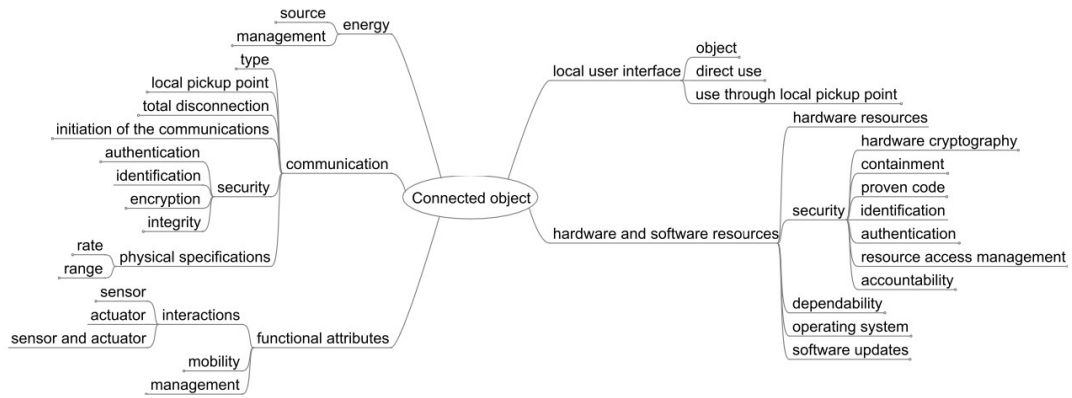 source
energy
management
type
local pickup point
total disconnection
initiation of the communications
communication
authentication
identification
security
encryption
integrity
rate
physical specifications
range
sensor
actuator
interactions
sensor and actuator
functional attributes
mobility
management
Connected object
local user interface
object
direct use
use through local pickup point
hardware and software resources
hardware resources
security
hardware cryptography
containment
proven code
identification
authentication
resource access management
accountability
dependability
operating system
software updates